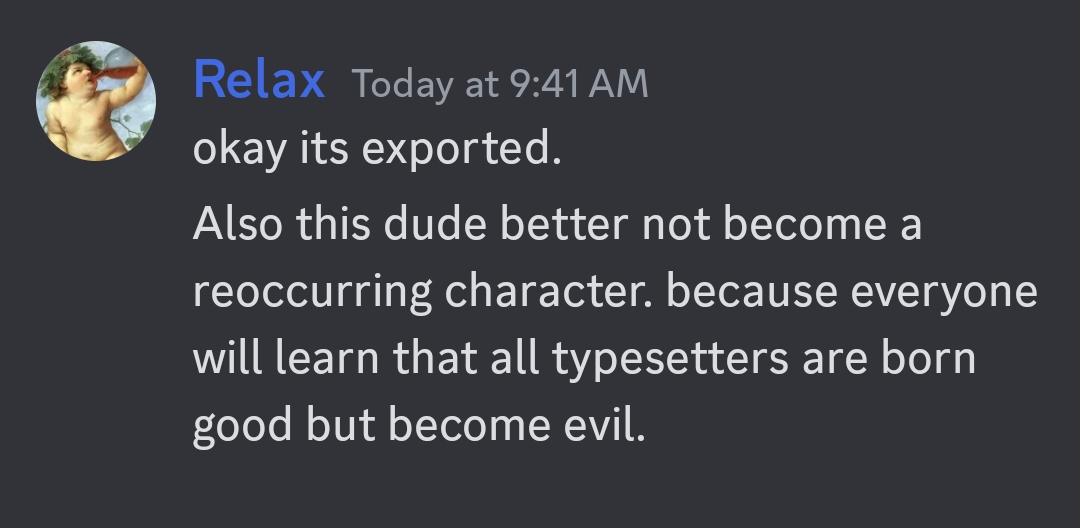 Relax Today at 9:41 AM
okay its exported.
Also this dude better not become a
reoccurring character. because everyone
will learn that all typesetters are born
good but become evil.